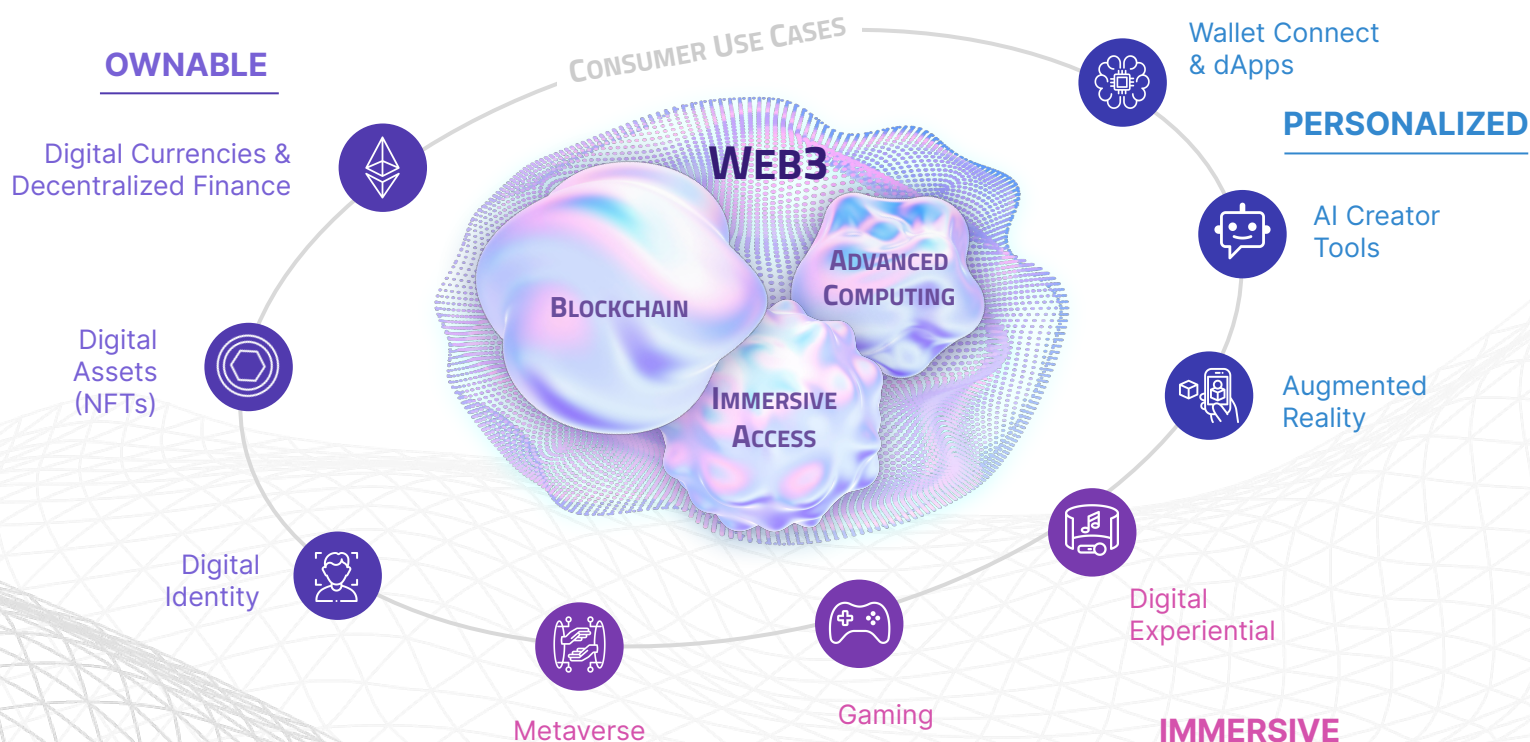 CONSUMER USE CASES
OWNABLE
Digital Currencies &
Decentralized Finance
Digital
Assets
(NFTs)
Digital
Identity
WEB3
BLOCKCHAIN
ADVANCED
COMPUTING
IMMERSIVE
ACCESS
Wallet Connect
& dApps
PERSONALIZED
AI Creator
Tools
Augmented
Reality
Digital
Experiential
Gaming
Metaverse
IMMERSIVE